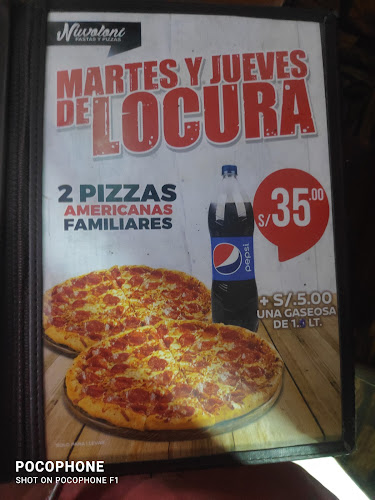 Nuvoloni
PASTAS Y PIZZAS
MARTES Y JUEVES
DE LOCURA
2 PIZZAS
AMERICANAS
FAMILIARES
S/35.00
pepsi
+ S/.5.00
UNA GASEOSA
DE 1. LT.
POCOPHONE
SHOT ON POCOPHONE F1